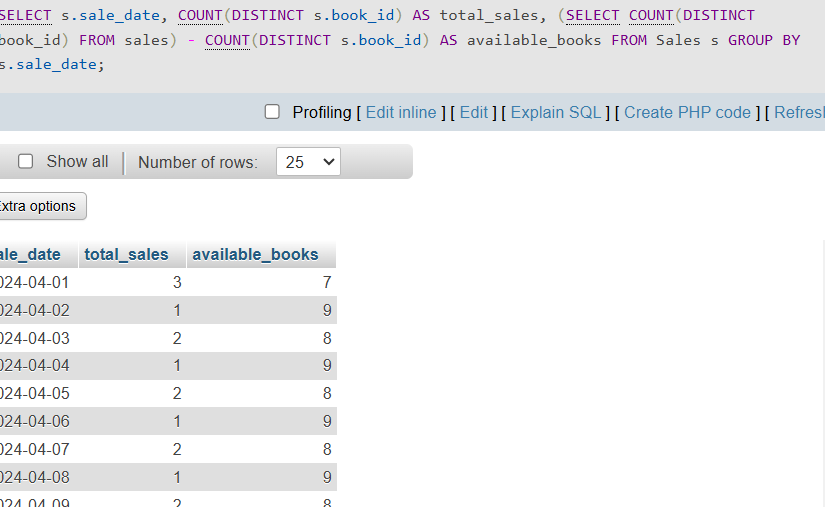 SELECT s.sale_date, COUNT(DISTINCT s.book_id) AS total_sales, (SELECT COUNT(DISTINCT
book_id) FROM sales) - COUNT(DISTINCT s.book_id) AS available_books FROM Sales s GROUP BY
s.sale_date;
Profiling [ Edit inline ] [ Edit ] [ Explain SQL ] [ Create PHP code ] [ Refresh
Show all | Number of rows: 25
Extra options
ale_date total_sales available_books
024-04-01 3 7
024-04-02 1 9
024-04-03 2 8
024-04-04 1 9
024-04-05 2 8
024-04-06 1 9
024-04-07 2 8
024-04-08 1 9
024-04-09 2 8